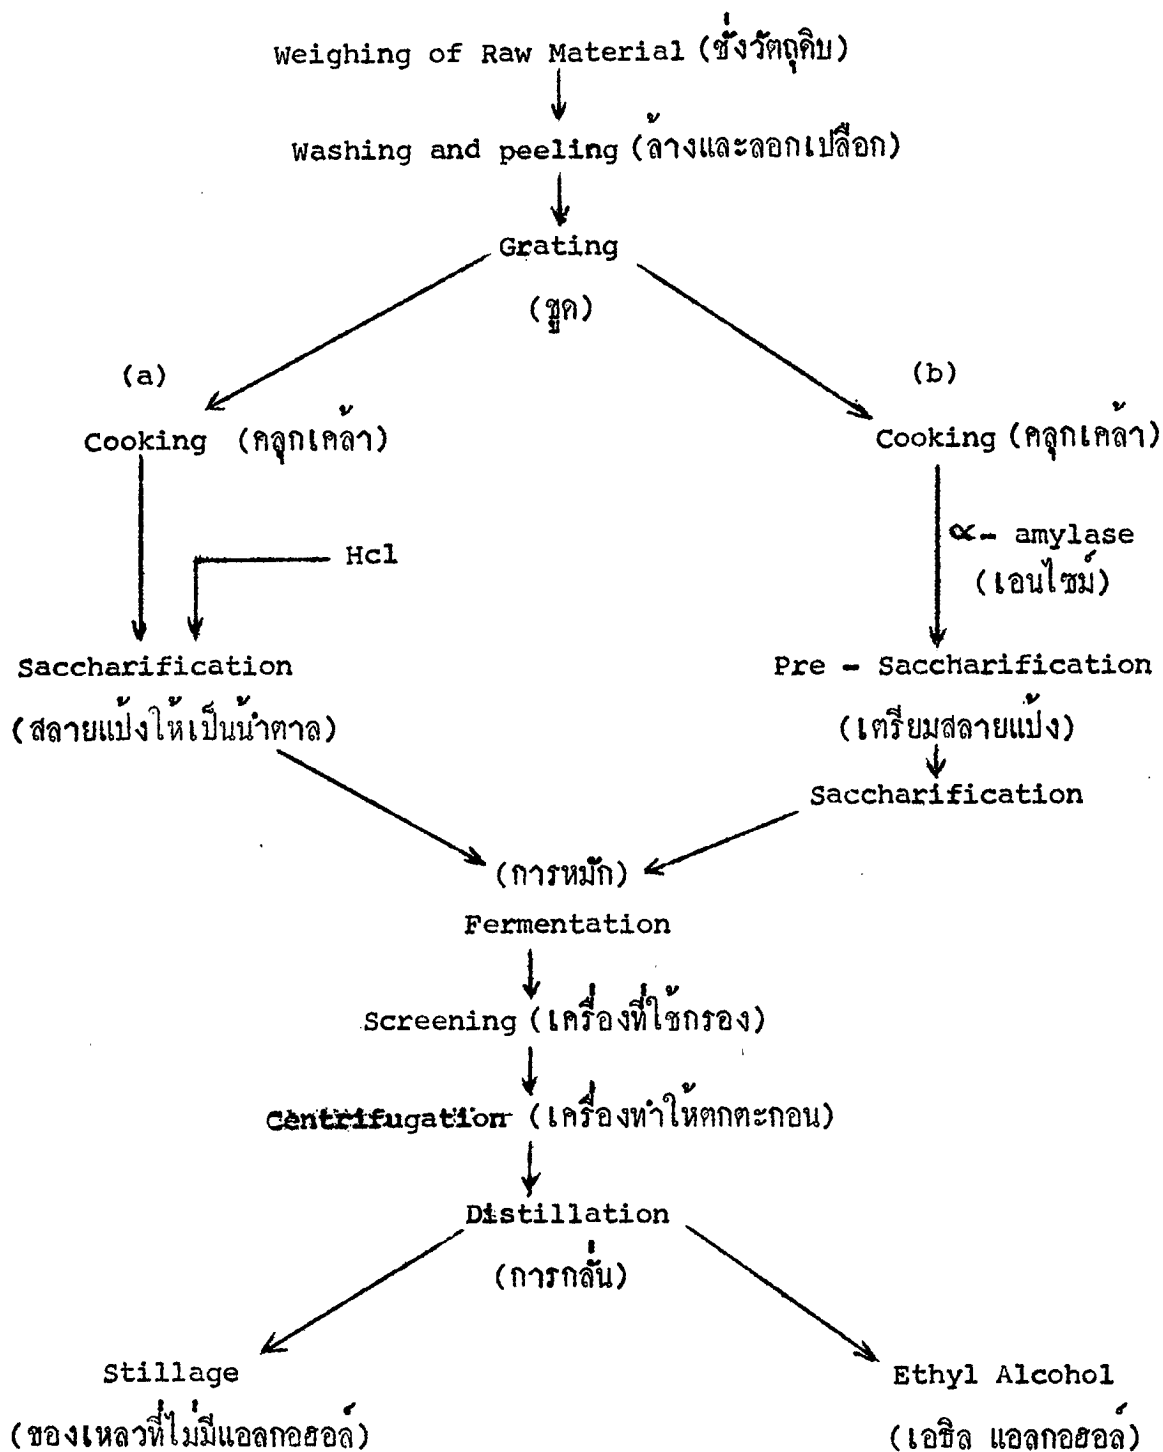 Weighing of Raw Material (ชั่งวัตถุดิบ)
Washing and peeling (ล้างและลอกเปลือก)
Grating
(ขูด)
(a)
(b)
Cooking (คลุกเคล้า)
Cooking (คลุกเคล้า)
Hcl
∝- amylase
(เอนไซม์)
Saccharification
(สลายแป้งให้เป็นน้ำตาล)
Pre - Saccharification
(เตรียมสลายแป้ง)
Saccharification
(การหมัก)
Fermentation
Screening (เครื่องที่ใช้กรอง)
Centrifugation (เครื่องทำให้ตกตะกอน)
Distillation
(การกลั่น)
Stillage
(ของเหลวที่ไม่มีแอลกอฮอล์)
Ethyl Alcohol
(เอธิล แอลกอฮอล์)